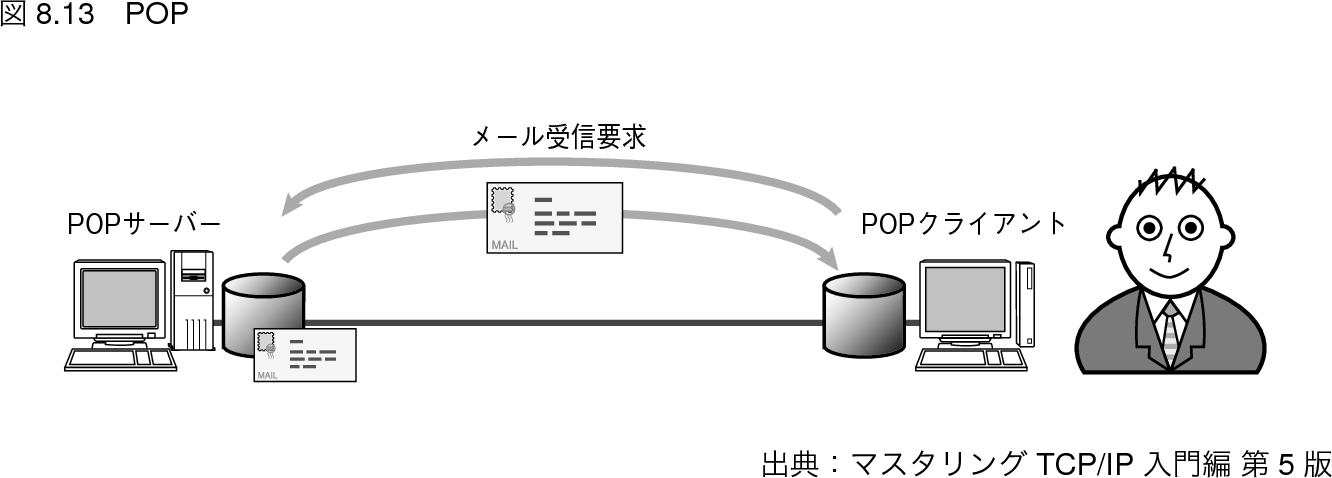 図 8.13 POP
メール受信要求
POPサーバー
POPクライアント
MAIL
MAIL
出典：マスタリング TCP/IP 入門編 第 5 版